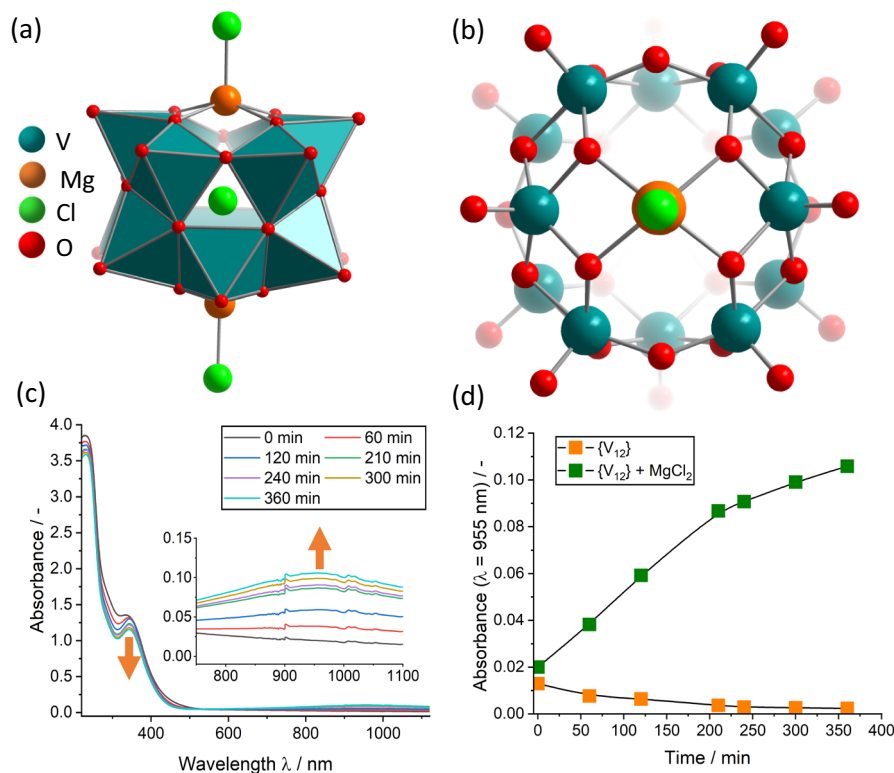 (a)
V
Mg
Cl
O
(b)
(c)
4.0
3.5
3.0
2.5
2.0
1.5
1.0
0.5
0.0
Absorbance / -
0 min
60 min
120 min
210 min
240 min
300 min
360 min
0.15
0.10
0.05
0.00
800
900
1000
1100
400
600
800
1000
Wavelength λ / nm
(d)
0.12
0.10
0.08
0.06
0.04
0.02
0.00
Absorbance (λ = 955 nm) / -
{V₁₂}
{V₁₂} + MgCl₂
0
50
100
150
200
250
300
350
400
Time / min